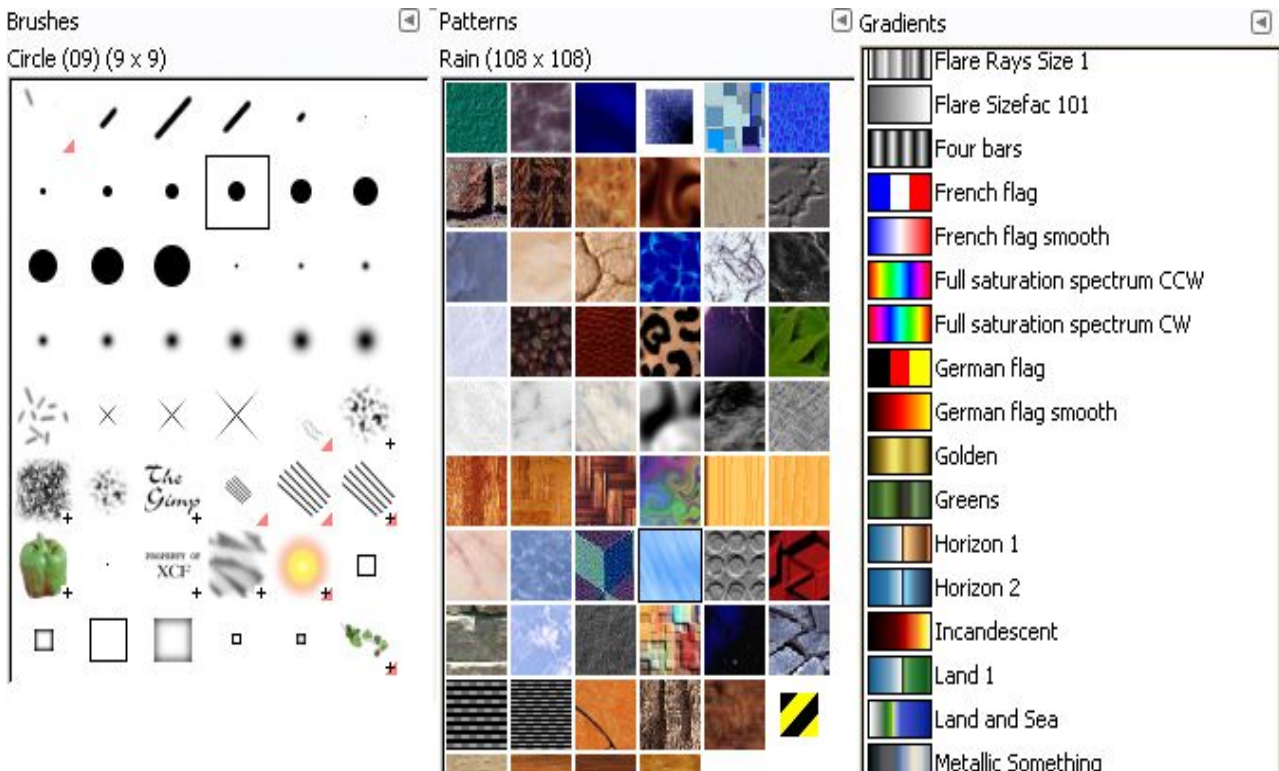 Brushes
Circle (09) (9 x 9)
The
Gimp
PROPERTY OF
XCF
Patterns
Rain (108 x 108)
Gradients
Flare Rays Size 1
Flare Sizefac 101
Four bars
French flag
French flag smooth
Full saturation spectrum CCW
Full saturation spectrum CW
German flag
German flag smooth
Golden
Greens
Horizon 1
Horizon 2
Incandescent
Land 1
Land and Sea
Metallic Something